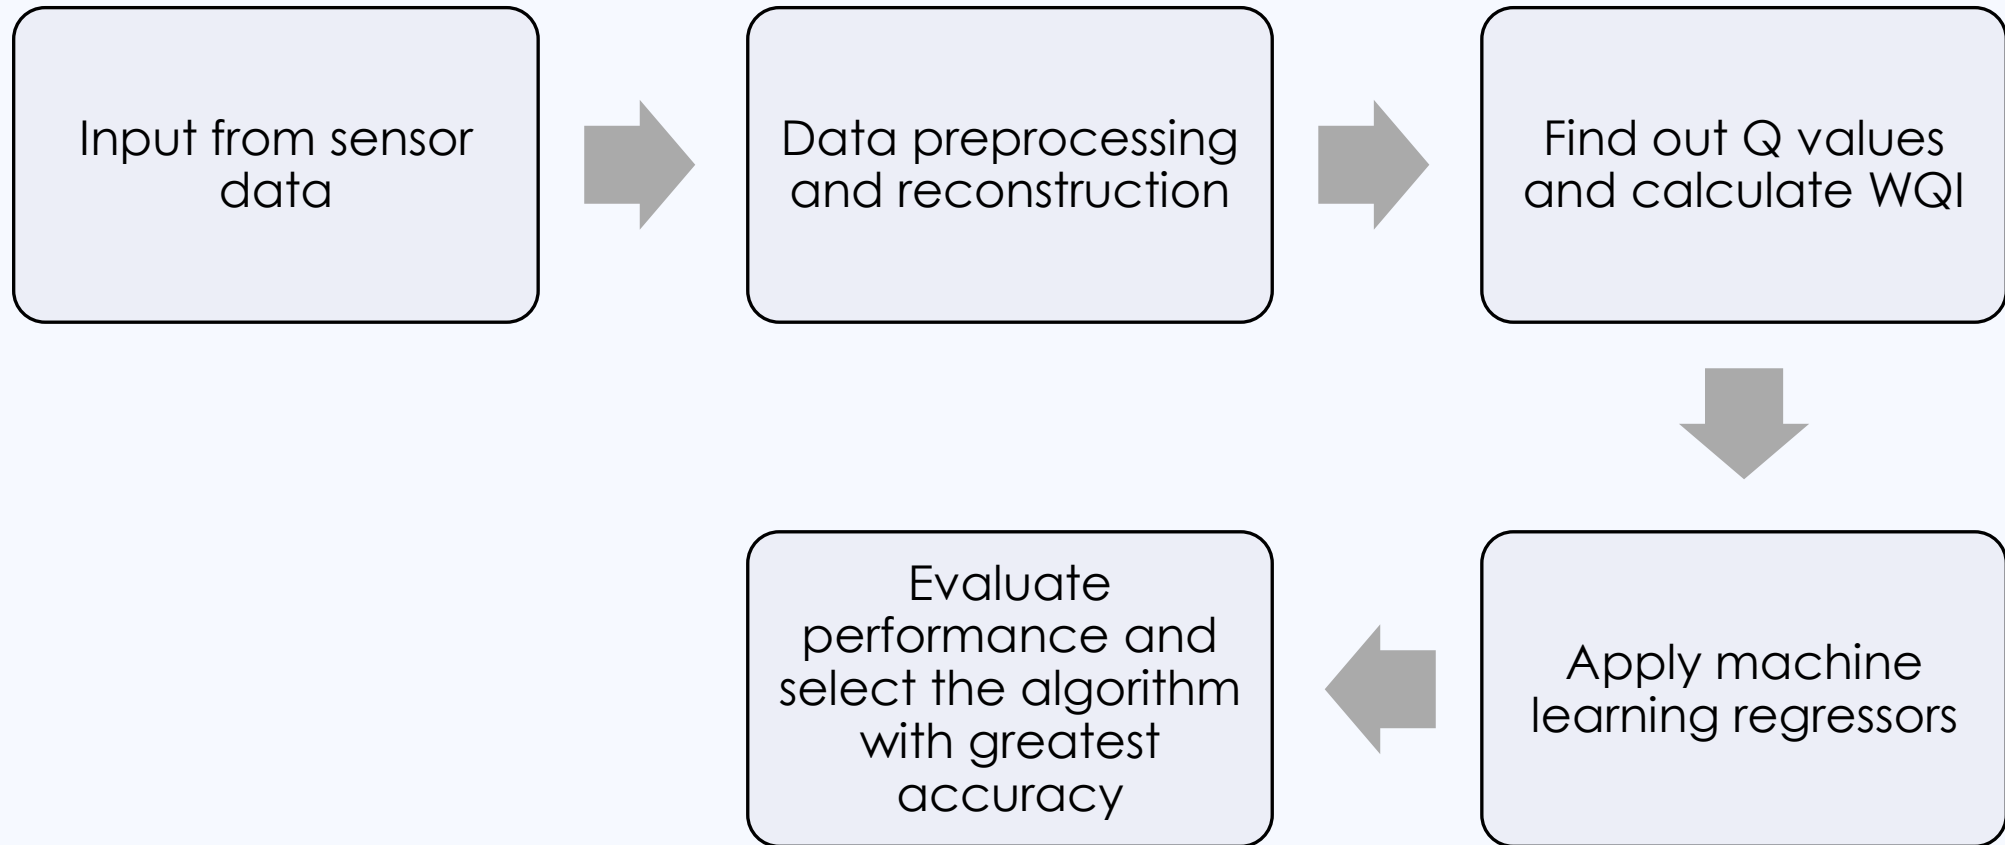 Input from sensor
data
Data preprocessing
and reconstruction
Find out Q values
and calculate WQI
Apply machine
learning regressors
Evaluate
performance and
select the algorithm
with greatest
accuracy